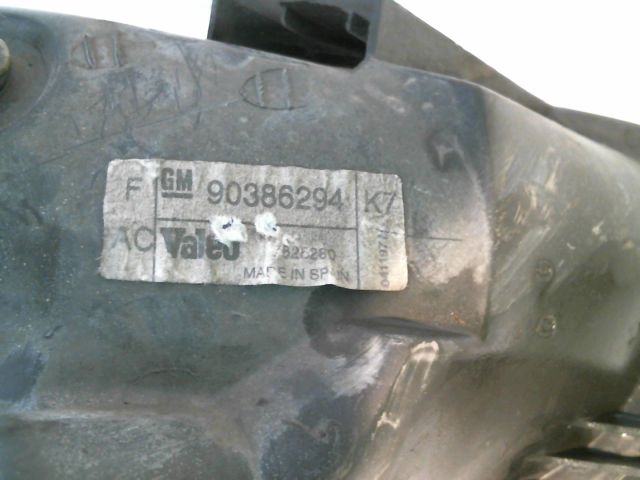 F GM 90386294 K7
AC Valeo
MADE IN SPAIN